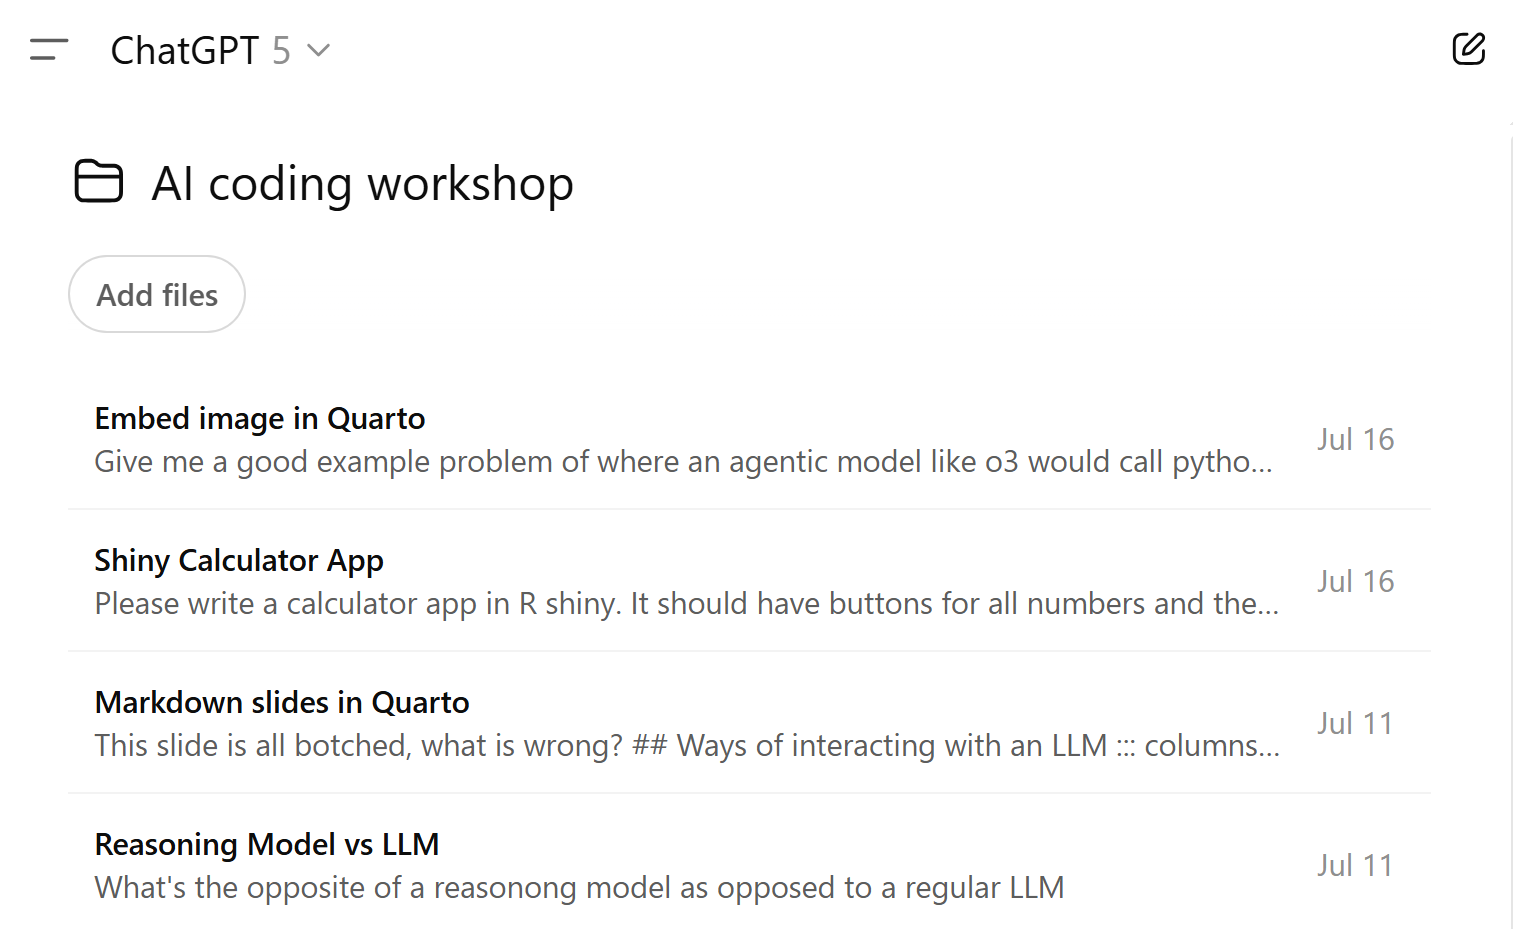 ChatGPT 5
AI coding workshop
Add files
Embed image in Quarto
Give me a good example problem of where an agentic model like o3 would call pytho...
Jul 16
Shiny Calculator App
Please write a calculator app in R shiny. It should have buttons for all numbers and the...
Jul 16
Markdown slides in Quarto
This slide is all botched, what is wrong? ## Ways of interacting with an LLM ::: columns...
Jul 11
Reasoning Model vs LLM
What's the opposite of a reasonong model as opposed to a regular LLM
Jul 11